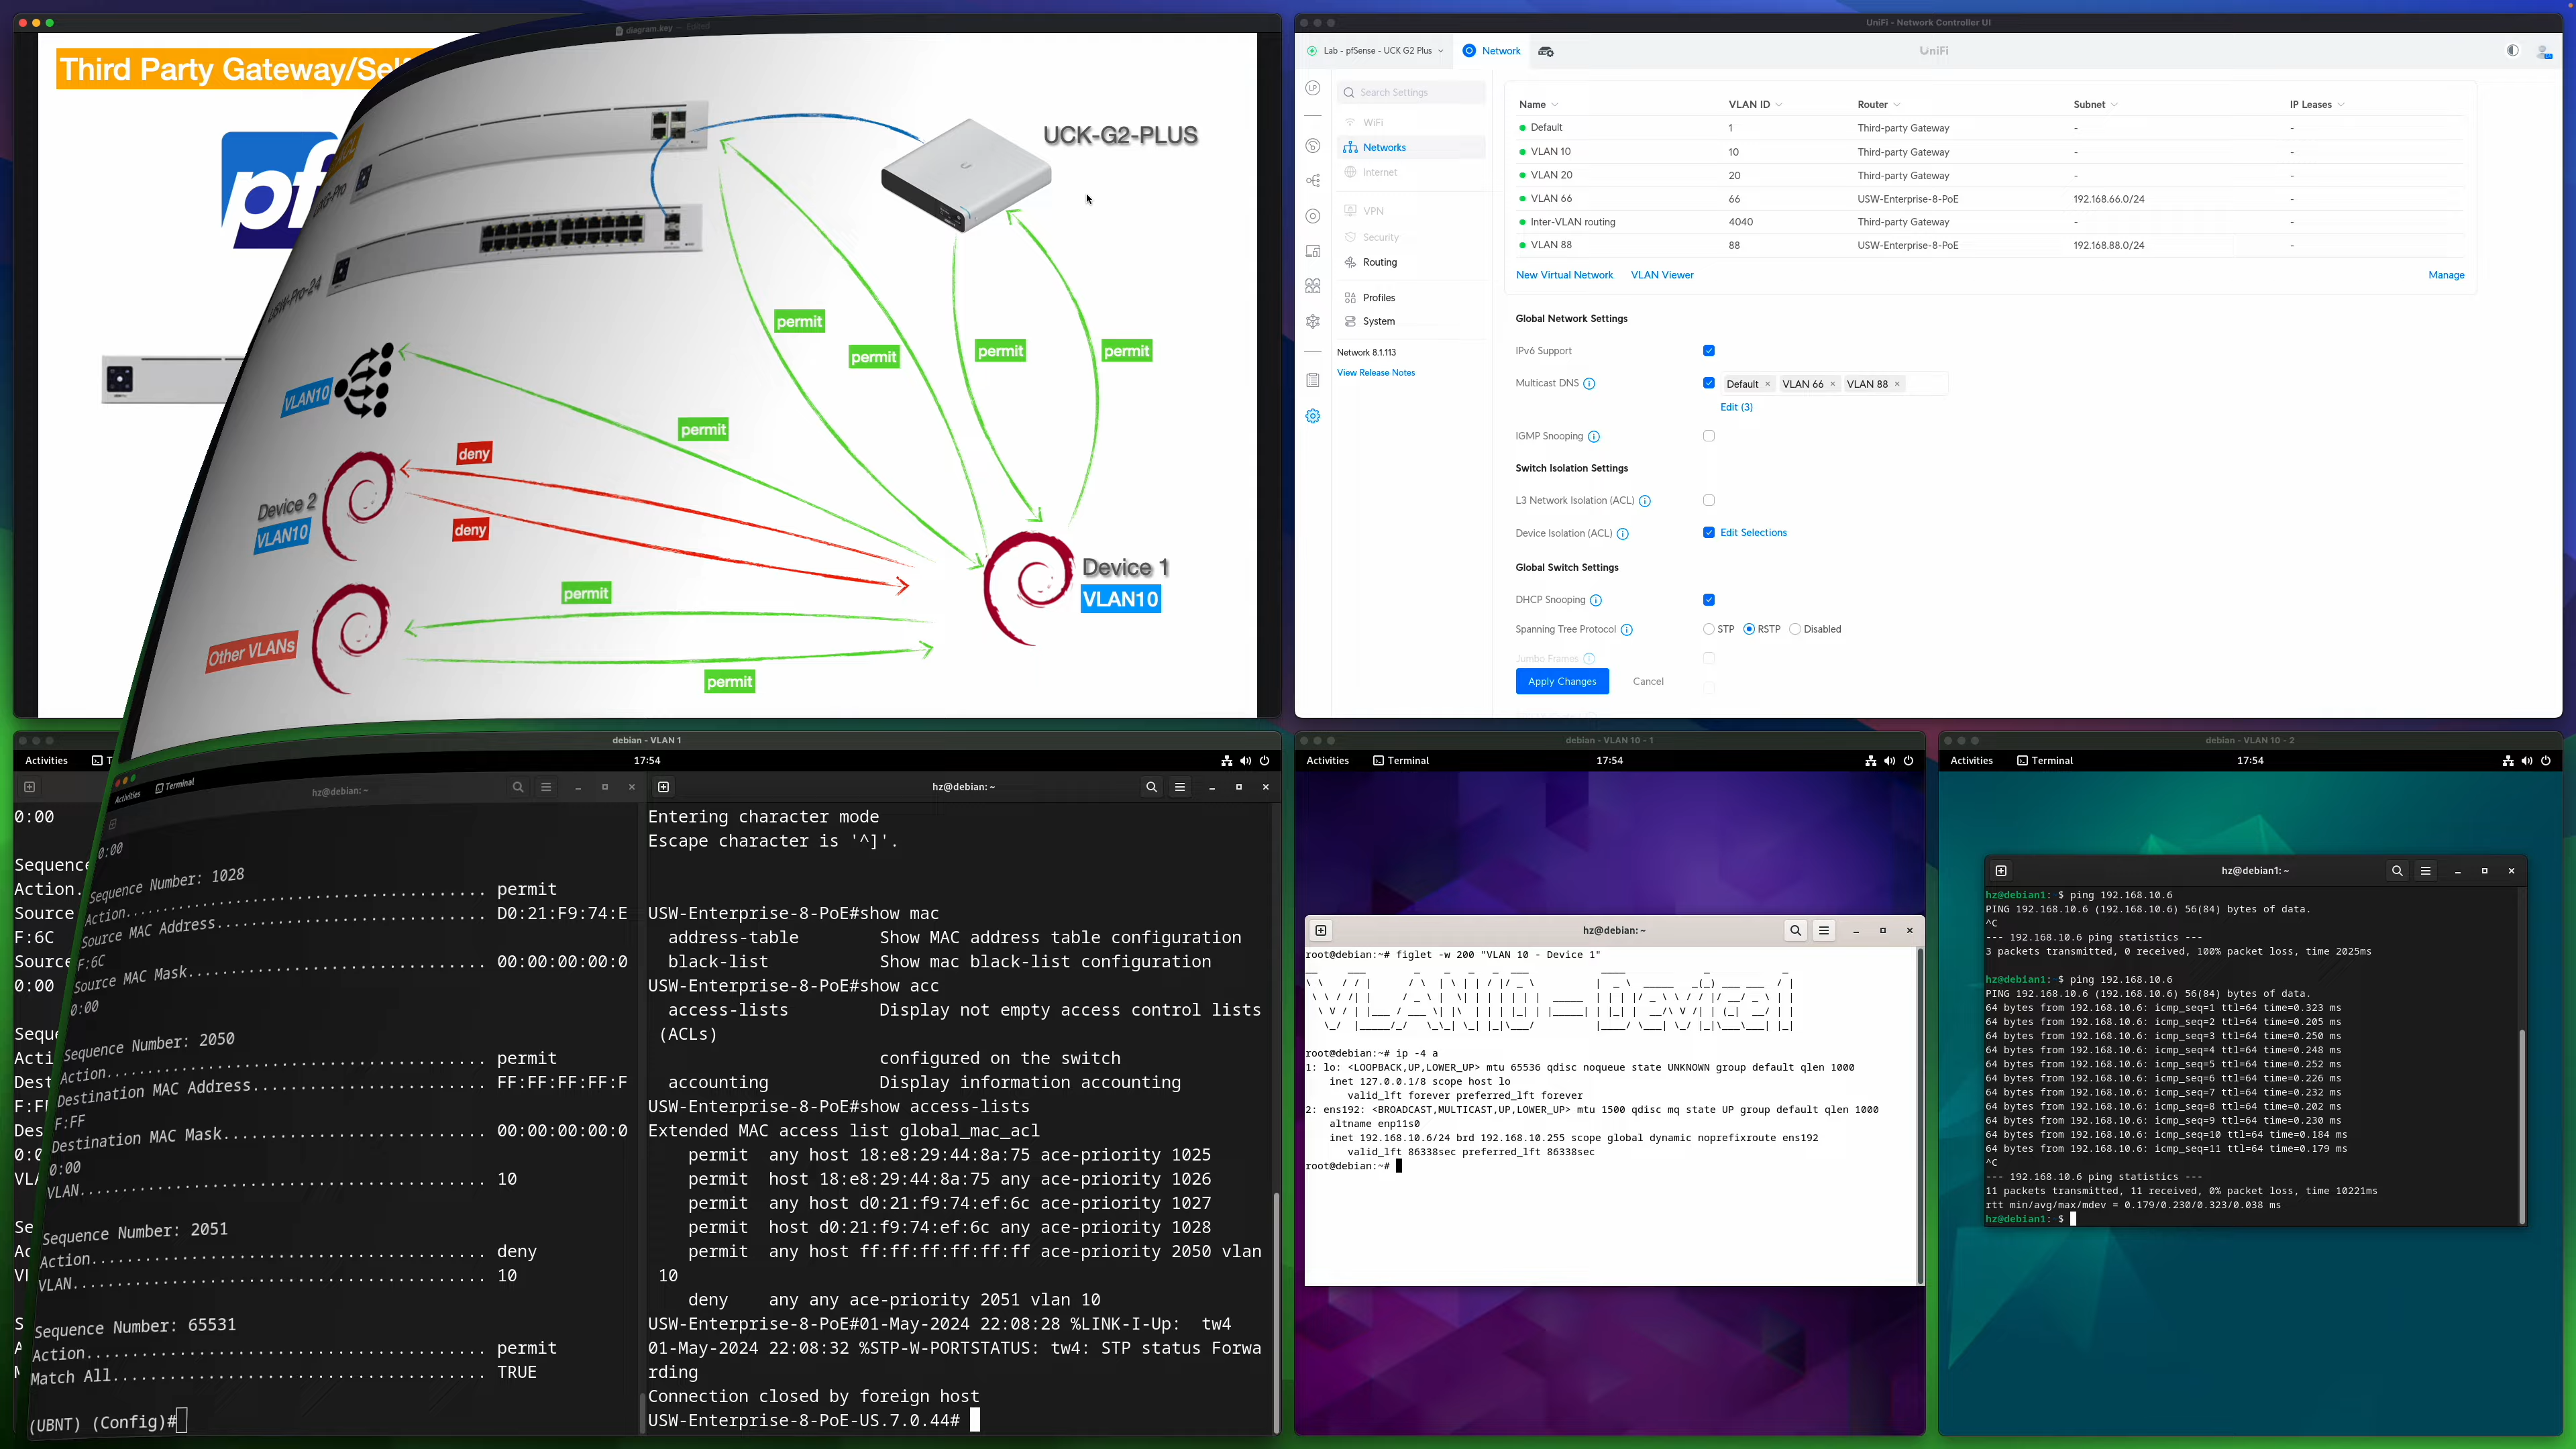 diagram.key — Edited
Third Party Gateway/Sel
pf
UCK-G2-PLUS
USW-Pro-24
permit
permit
permit
permit
VLAN10
permit
deny
Device 2
VLAN10
deny
Device 1
VLAN10
permit
Other VLANs
permit
UniFi - Network Controller UI
Lab - pfSense - UCK G2 Plus
Network
UniFi
LP
Search Settings
WiFi
Networks
Internet
VPN
Security
Routing
Profiles
System
Network 8.1.113
View Release Notes
Name VLAN ID Router Subnet IP Leases
Default 1 Third-party Gateway - -
VLAN 10 10 Third-party Gateway - -
VLAN 20 20 Third-party Gateway - -
VLAN 66 66 USW-Enterprise-8-PoE 192.168.66.0/24 -
Inter-VLAN routing 4040 Third-party Gateway - -
VLAN 88 88 USW-Enterprise-8-PoE 192.168.88.0/24 -
New Virtual Network VLAN Viewer Manage
Global Network Settings
IPv6 Support
Multicast DNS Default × VLAN 66 × VLAN 88 ×
Edit (3)
IGMP Snooping
Switch Isolation Settings
L3 Network Isolation (ACL)
Device Isolation (ACL) Edit Selections
Global Switch Settings
DHCP Snooping
Spanning Tree Protocol STP RSTP Disabled
Jumbo Frames
Apply Changes Cancel
debian - VLAN 1
Activities T 17:54
Activities Terminal
hz@debian: ~
0:00
0:00
Sequence
Sequence Number: 1028
Action.
Action........................................ permit
Source
Source MAC Address........................... D0:21:F9:74:E
F:6C
F:6C
Source
Source MAC Mask.............................. 00:00:00:00:0
0:00
0:00
Sequ
Sequence Number: 2050
Acti
Action........................................ permit
Dest
Destination MAC Address...................... FF:FF:FF:FF:F
F:FF
Des
Destination MAC Mask......................... 00:00:00:00:0
0:0
0:00
VLA
VLAN.......................................... 10
Se
Sequence Number: 2051
Ac
Action........................................ deny
VLAN.......................................... 10
S
Sequence Number: 65531
A
Action........................................ permit
Match All..................................... TRUE
(UBNT) (Config)#
hz@debian: ~
Entering character mode
Escape character is '^]'.
USW-Enterprise-8-PoE#show mac
address-table Show MAC address table configuration
black-list Show mac black-list configuration
USW-Enterprise-8-PoE#show acc
access-lists Display not empty access control lists
(ACLs)
configured on the switch
accounting Display information accounting
USW-Enterprise-8-PoE#show access-lists
Extended MAC access list global_mac_acl
permit any host 18:e8:29:44:8a:75 ace-priority 1025
permit host 18:e8:29:44:8a:75 any ace-priority 1026
permit any host d0:21:f9:74:ef:6c ace-priority 1027
permit host d0:21:f9:74:ef:6c any ace-priority 1028
permit any host ff:ff:ff:ff:ff:ff ace-priority 2050 vlan
10
deny any any ace-priority 2051 vlan 10
USW-Enterprise-8-PoE#01-May-2024 22:08:28 %LINK-I-Up: tw4
01-May-2024 22:08:32 %STP-W-PORTSTATUS: tw4: STP status Forwa
rding
Connection closed by foreign host
USW-Enterprise-8-PoE-US.7.0.44#
debian - VLAN 10 - 1
Activities Terminal 17:54
hz@debian: ~
root@debian:~# figlet -w 200 "VLAN 10 - Device 1"
VLAN 10 - Device 1
root@debian:~# ip -4 a
1: lo: <LOOPBACK,UP,LOWER_UP> mtu 65536 qdisc noqueue state UNKNOWN group default qlen 1000
inet 127.0.0.1/8 scope host lo
valid_lft forever preferred_lft forever
2: ens192: <BROADCAST,MULTICAST,UP,LOWER_UP> mtu 1500 qdisc mq state UP group default qlen 1000
altname enp11s0
inet 192.168.10.6/24 brd 192.168.10.255 scope global dynamic noprefixroute ens192
valid_lft 86338sec preferred_lft 86338sec
root@debian:~#
debian - VLAN 10 - 2
Activities Terminal 17:54
hz@debian1: ~
hz@debian1: $ ping 192.168.10.6
PING 192.168.10.6 (192.168.10.6) 56(84) bytes of data.
^C
--- 192.168.10.6 ping statistics ---
3 packets transmitted, 0 received, 100% packet loss, time 2025ms
hz@debian1: $ ping 192.168.10.6
PING 192.168.10.6 (192.168.10.6) 56(84) bytes of data.
64 bytes from 192.168.10.6: icmp_seq=1 ttl=64 time=0.323 ms
64 bytes from 192.168.10.6: icmp_seq=2 ttl=64 time=0.205 ms
64 bytes from 192.168.10.6: icmp_seq=3 ttl=64 time=0.250 ms
64 bytes from 192.168.10.6: icmp_seq=4 ttl=64 time=0.248 ms
64 bytes from 192.168.10.6: icmp_seq=5 ttl=64 time=0.252 ms
64 bytes from 192.168.10.6: icmp_seq=6 ttl=64 time=0.226 ms
64 bytes from 192.168.10.6: icmp_seq=7 ttl=64 time=0.232 ms
64 bytes from 192.168.10.6: icmp_seq=8 ttl=64 time=0.202 ms
64 bytes from 192.168.10.6: icmp_seq=9 ttl=64 time=0.230 ms
64 bytes from 192.168.10.6: icmp_seq=10 ttl=64 time=0.184 ms
64 bytes from 192.168.10.6: icmp_seq=11 ttl=64 time=0.179 ms
^C
--- 192.168.10.6 ping statistics ---
11 packets transmitted, 11 received, 0% packet loss, time 10221ms
rtt min/avg/max/mdev = 0.179/0.230/0.323/0.038 ms
hz@debian1: $